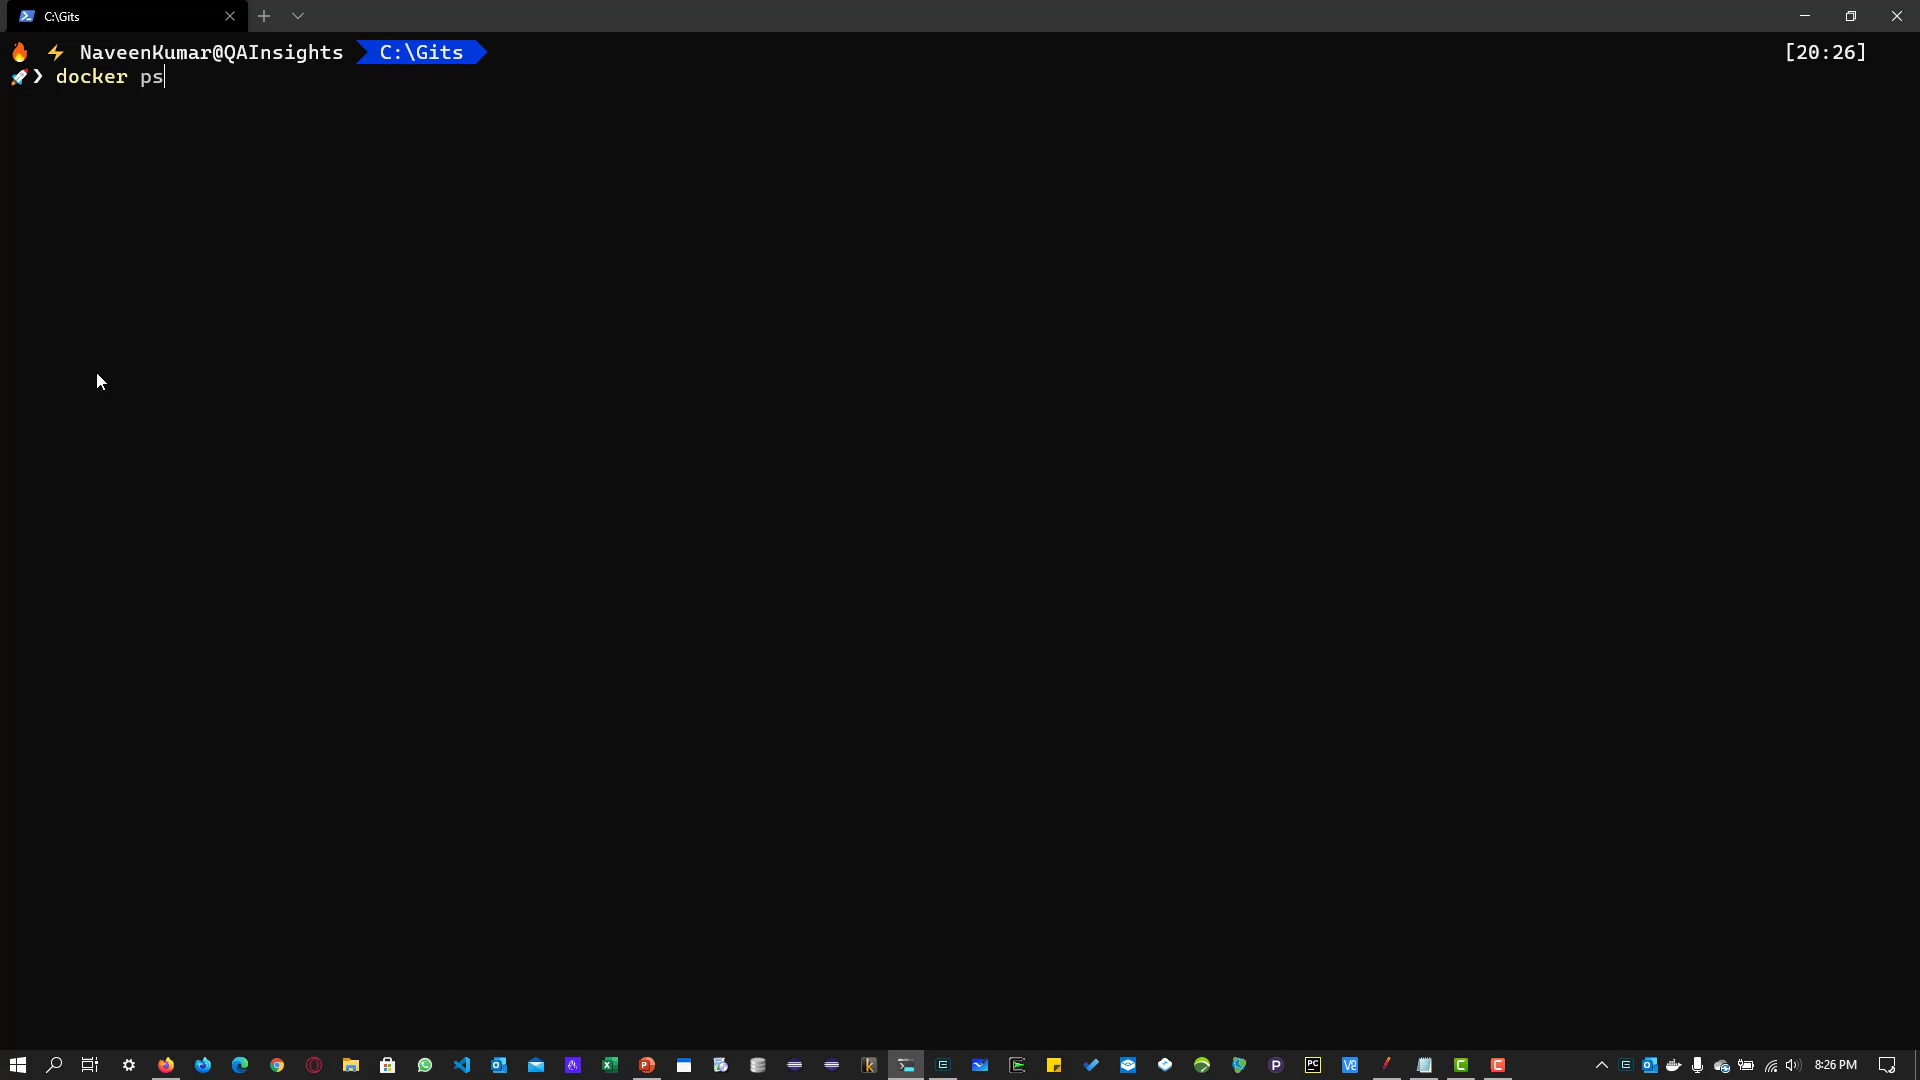 C:\Gits
NaveenKumar@QAInsights C:\Gits [20:26]
❯ docker ps
8:26 PM